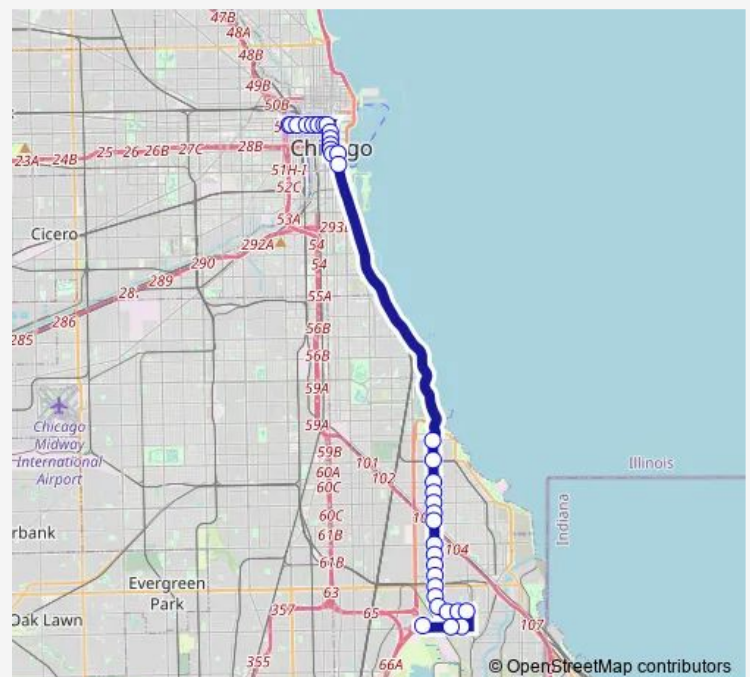 47B
48A
48B
49B
50B
Chicago
23A
24B
25
26
26B
27C
28B
51H-I
52C
Cicero
53A
292A
54
54
290
289
286
285
55A
56B
56B
59A
59A
Chicago
Midway
International
Airport
59B
101
60A
102
60C
Illinois
Indiana
60C
61B
104
61B
Evergreen
Park
63
357
65
Oak Lawn
107
355
66A
© OpenStreetMap contributors